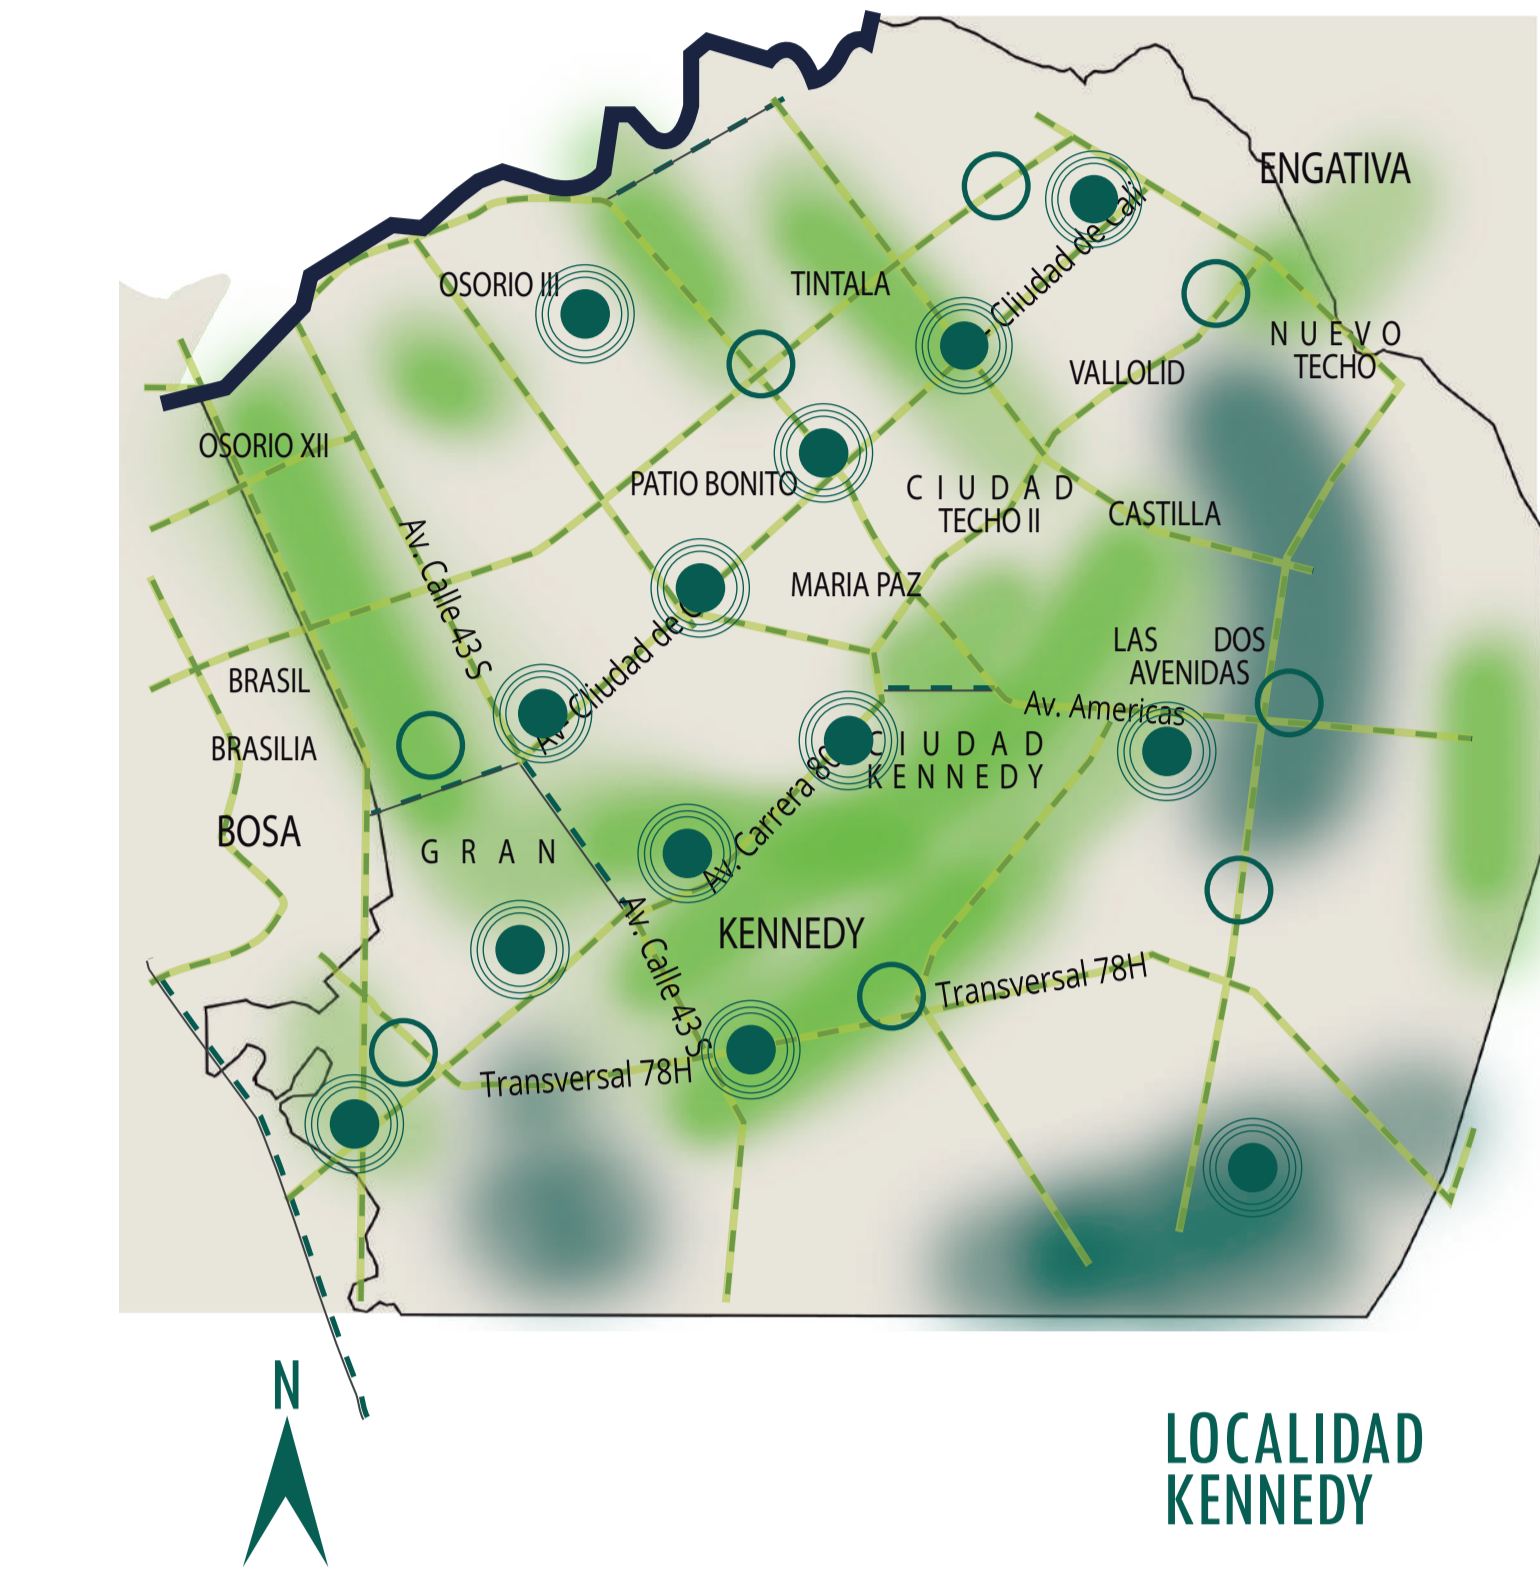 ENGATIVA
Cliudad de Cali
OSORIO III
TINTALA
NUEVO
TECHO
VALLOLID
OSORIO XII
PATIO BONITO
CIUDAD
TECHO II
CASTILLA
Av. Calle 43 S
MARIA PAZ
LAS DOS
AVENIDAS
BRASIL
Av. Cliudad de C
Av. Americas
BRASILIA
CIUDAD
KENNEDY
BOSA
GRAN
Av. Carrera 80
KENNEDY
Av. Calle 43 S
Transversal 78H
Transversal 78H
N
LOCALIDAD
KENNEDY